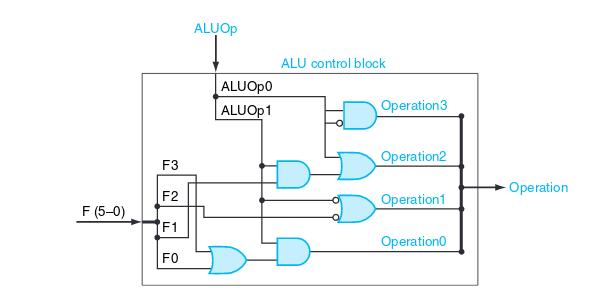 ALUOp
ALU control block
ALUOp0
ALUOp1
Operation3
Operation2
F3
F2
Operation1
Operation
F (5–0)
F1
Operation0
F0